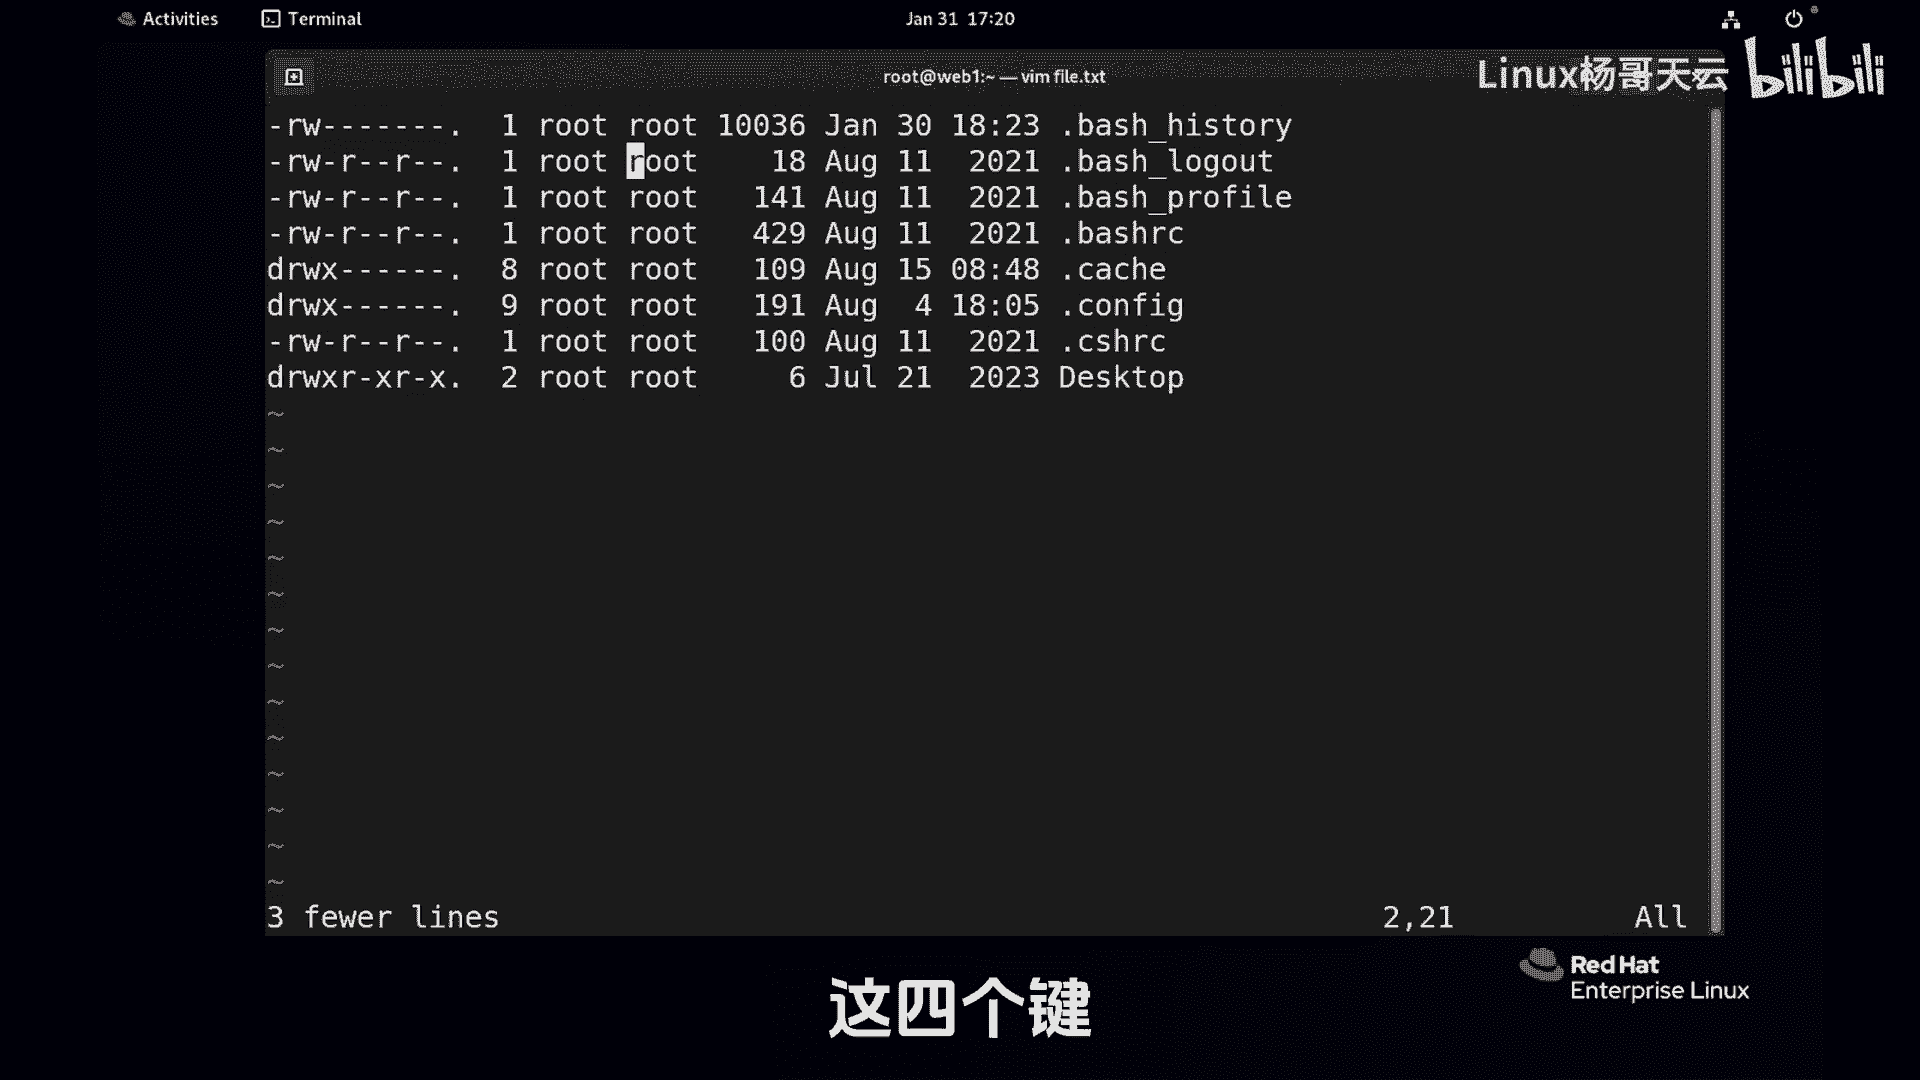 Activities Terminal Jan 31 17:20
root@web1:~ — vim file.txt
Linux杨哥天云 bilibili
-rw-------.  1 root root 10036 Jan 30 18:23 .bash_history
-rw-r--r--.  1 root root    18 Aug 11  2021 .bash_logout
-rw-r--r--.  1 root root   141 Aug 11  2021 .bash_profile
-rw-r--r--.  1 root root   429 Aug 11  2021 .bashrc
drwx------.  8 root root   109 Aug 15 08:48 .cache
drwx------.  9 root root   191 Aug  4 18:05 .config
-rw-r--r--.  1 root root   100 Aug 11  2021 .cshrc
drwxr-xr-x.  2 root root     6 Jul 21  2023 Desktop
~
~
~
~
~
~
~
~
~
~
~
~
~
~
3 fewer lines 2,21 All
Red Hat
Enterprise Linux
这四个键